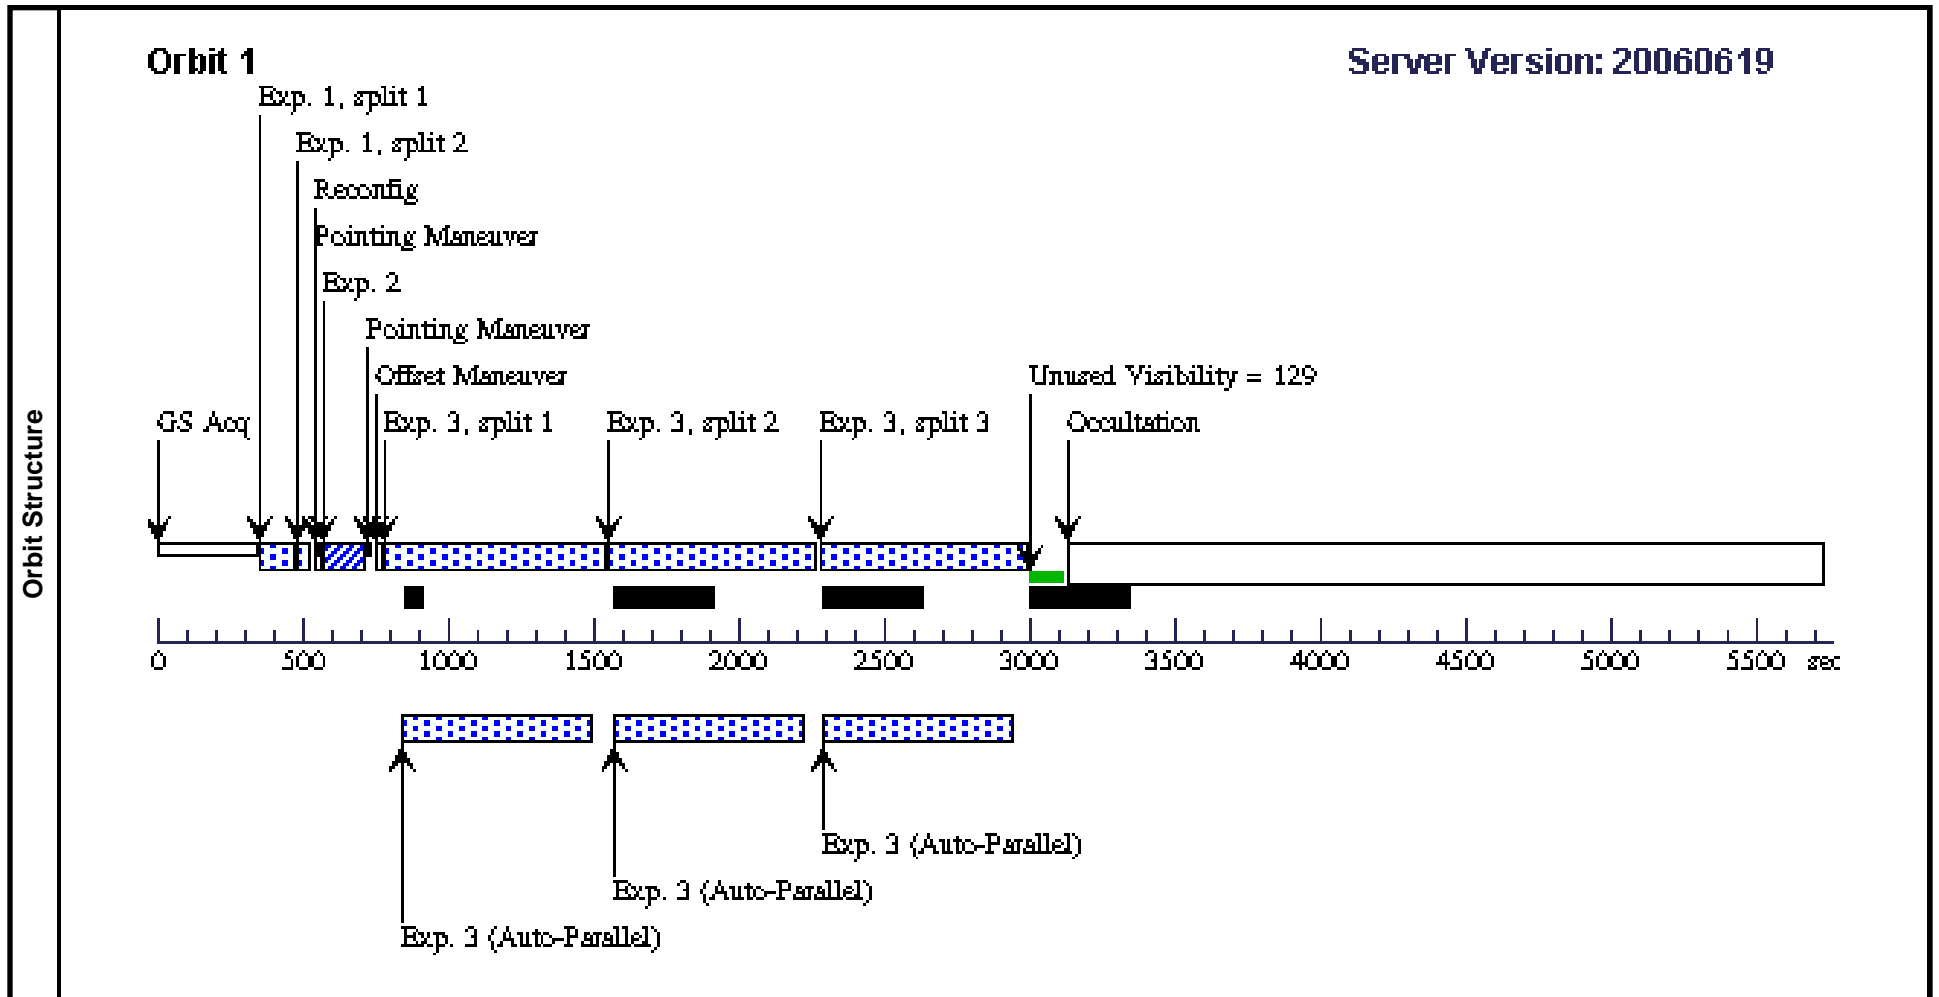 Orbit 1 Server Version: 20060619
Exp. 1, split 1
Exp. 1, split 2
Reconfig
Pointing Maneuver
Exp. 2
Pointing Maneuver
Offset Maneuver Unused Visibility = 129
GS Acq Exp. 3, split 1 Exp. 3, split 2 Exp. 3, split 3 Occultation
Orbit Structure
0 500 1000 1500 2000 2500 3000 3500 4000 4500 5000 5500 sec
Exp. 3 (Auto-Parallel)
Exp. 3 (Auto-Parallel)
Exp. 3 (Auto-Parallel)